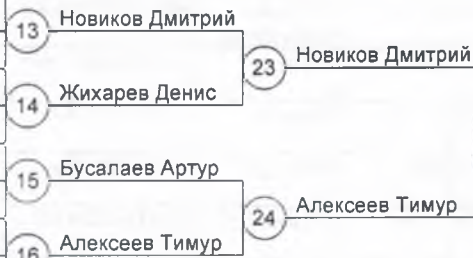 13 Новиков Дмитрий
23 Новиков Дмитрий
14 Жихарев Денис
15 Бусалаев Артур
24 Алексеев Тимур
16 Алексеев Тимур